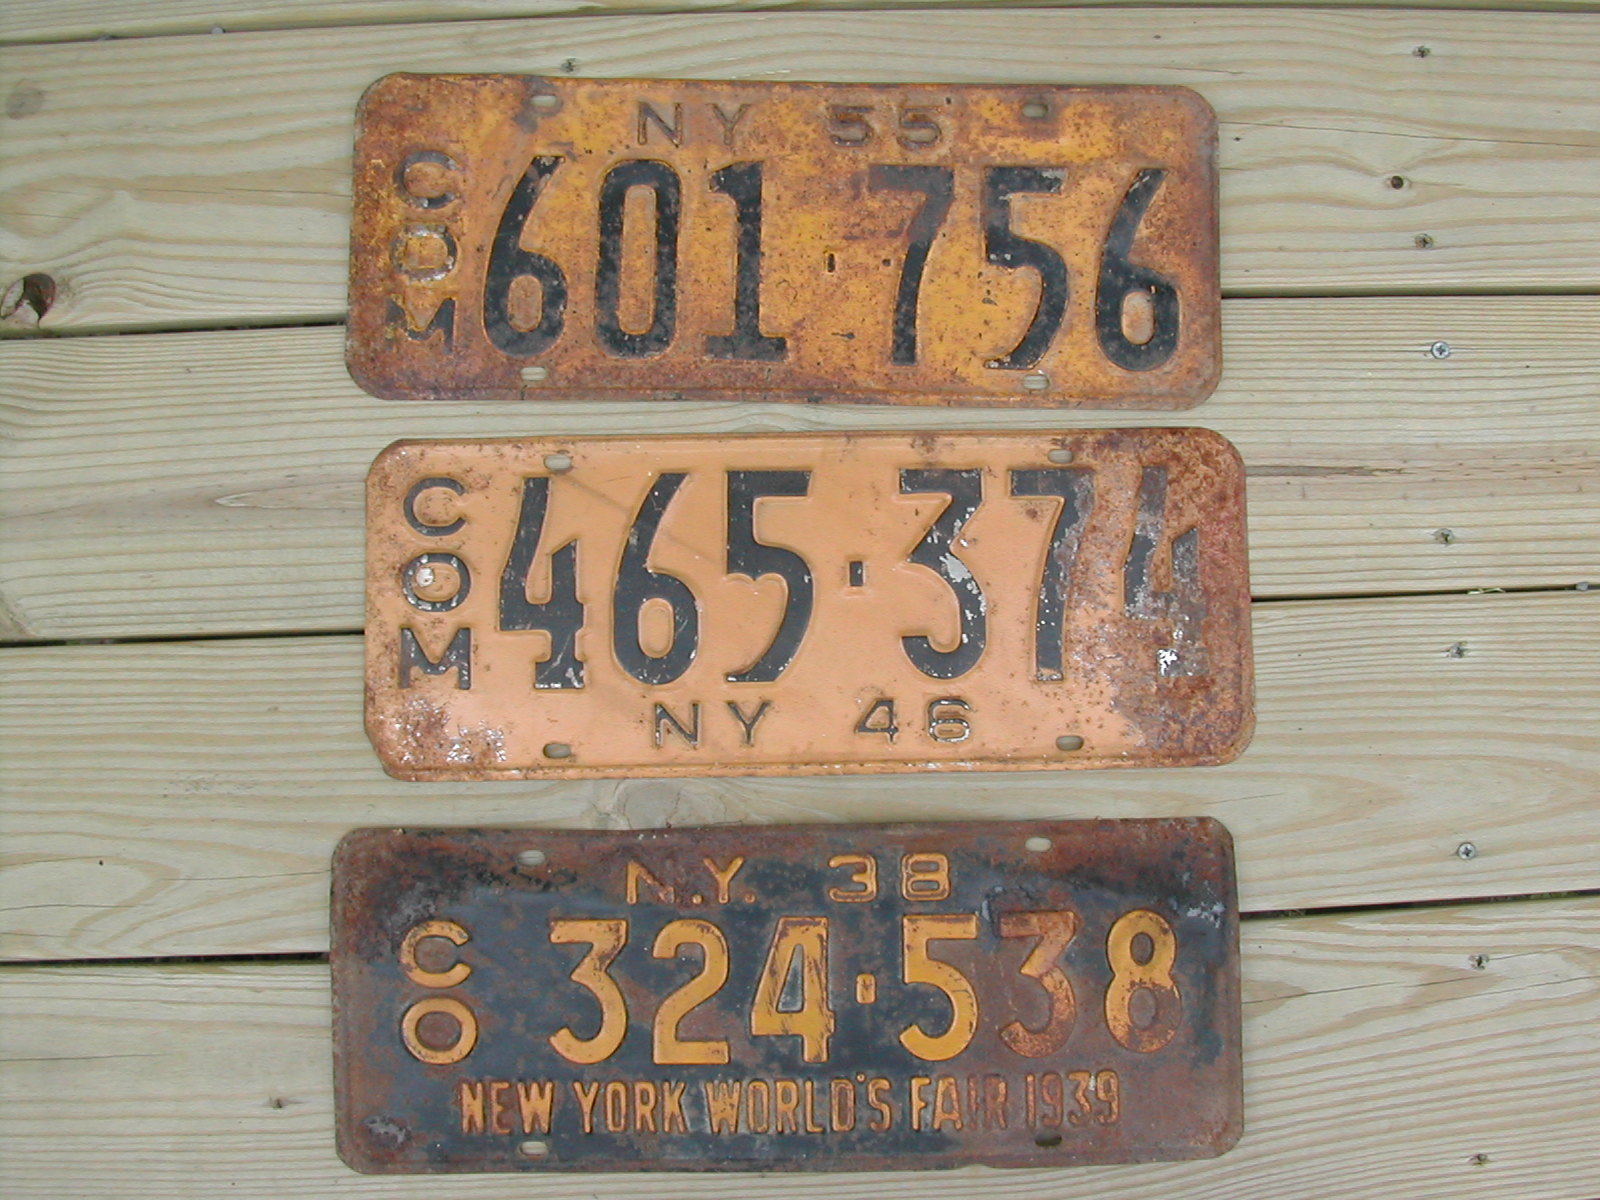 NY 55
COM
601·756
COM
465·374
NY 46
N.Y. 38
CO
324·538
NEW YORK WORLD'S FAIR 1939